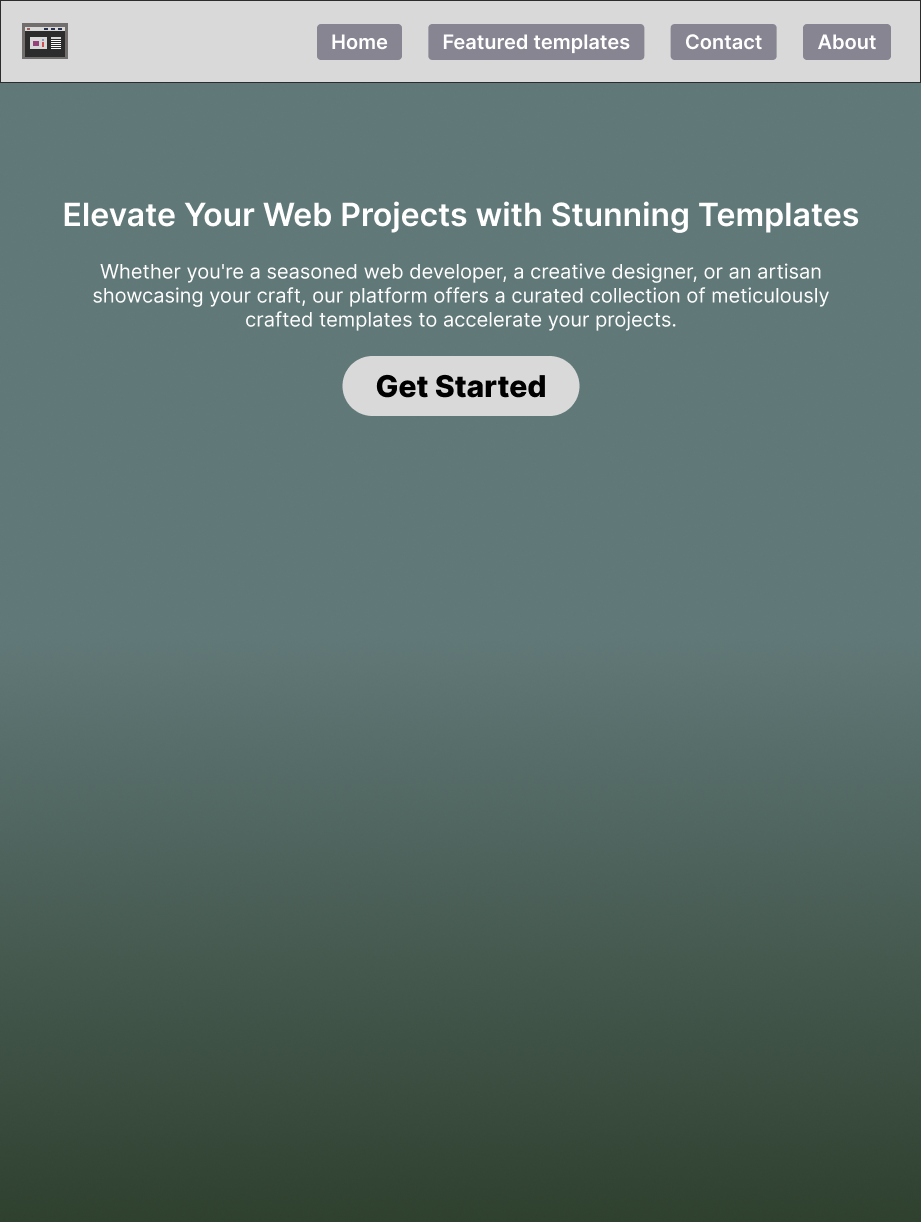 Home Featured templates Contact About
Elevate Your Web Projects with Stunning Templates
Whether you're a seasoned web developer, a creative designer, or an artisan
showcasing your craft, our platform offers a curated collection of meticulously
crafted templates to accelerate your projects.
Get Started